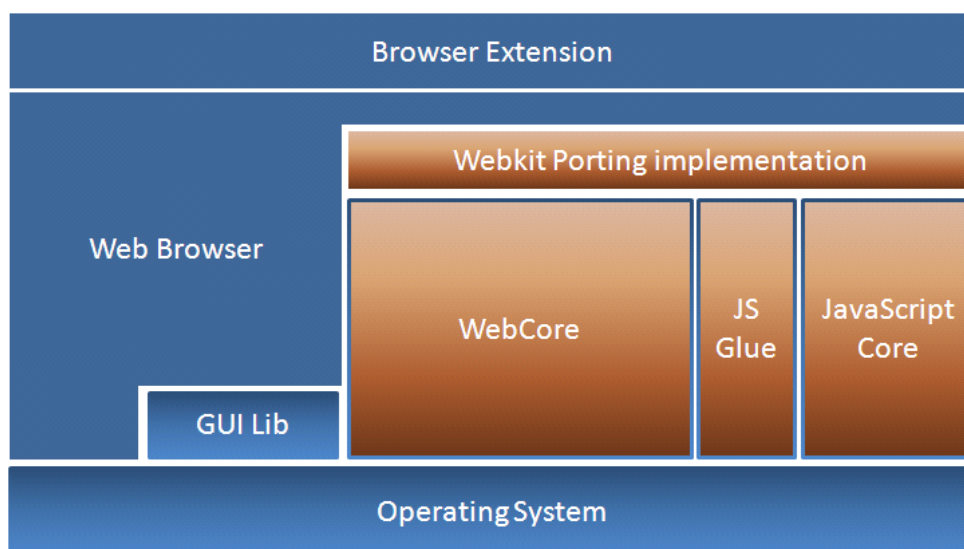 Browser Extension
Webkit Porting implementation
Web Browser
WebCore
JS
Glue
JavaScript
Core
GUI Lib
Operating System